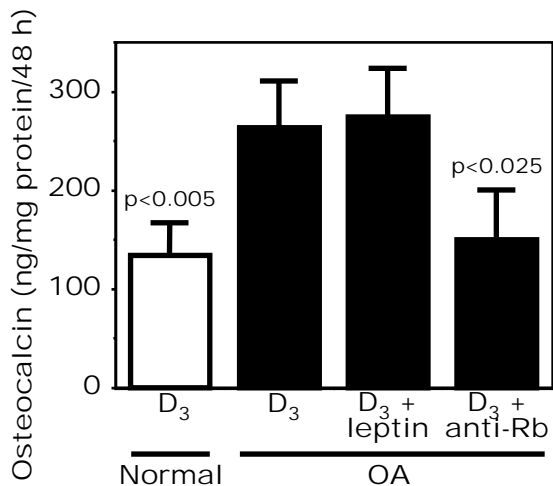 Osteocalcin (ng/mg protein/48 h)
300
200
100
0
p<0.005
p<0.025
D₃
D₃
D₃ +
leptin
D₃ +
anti-Rb
Normal
OA